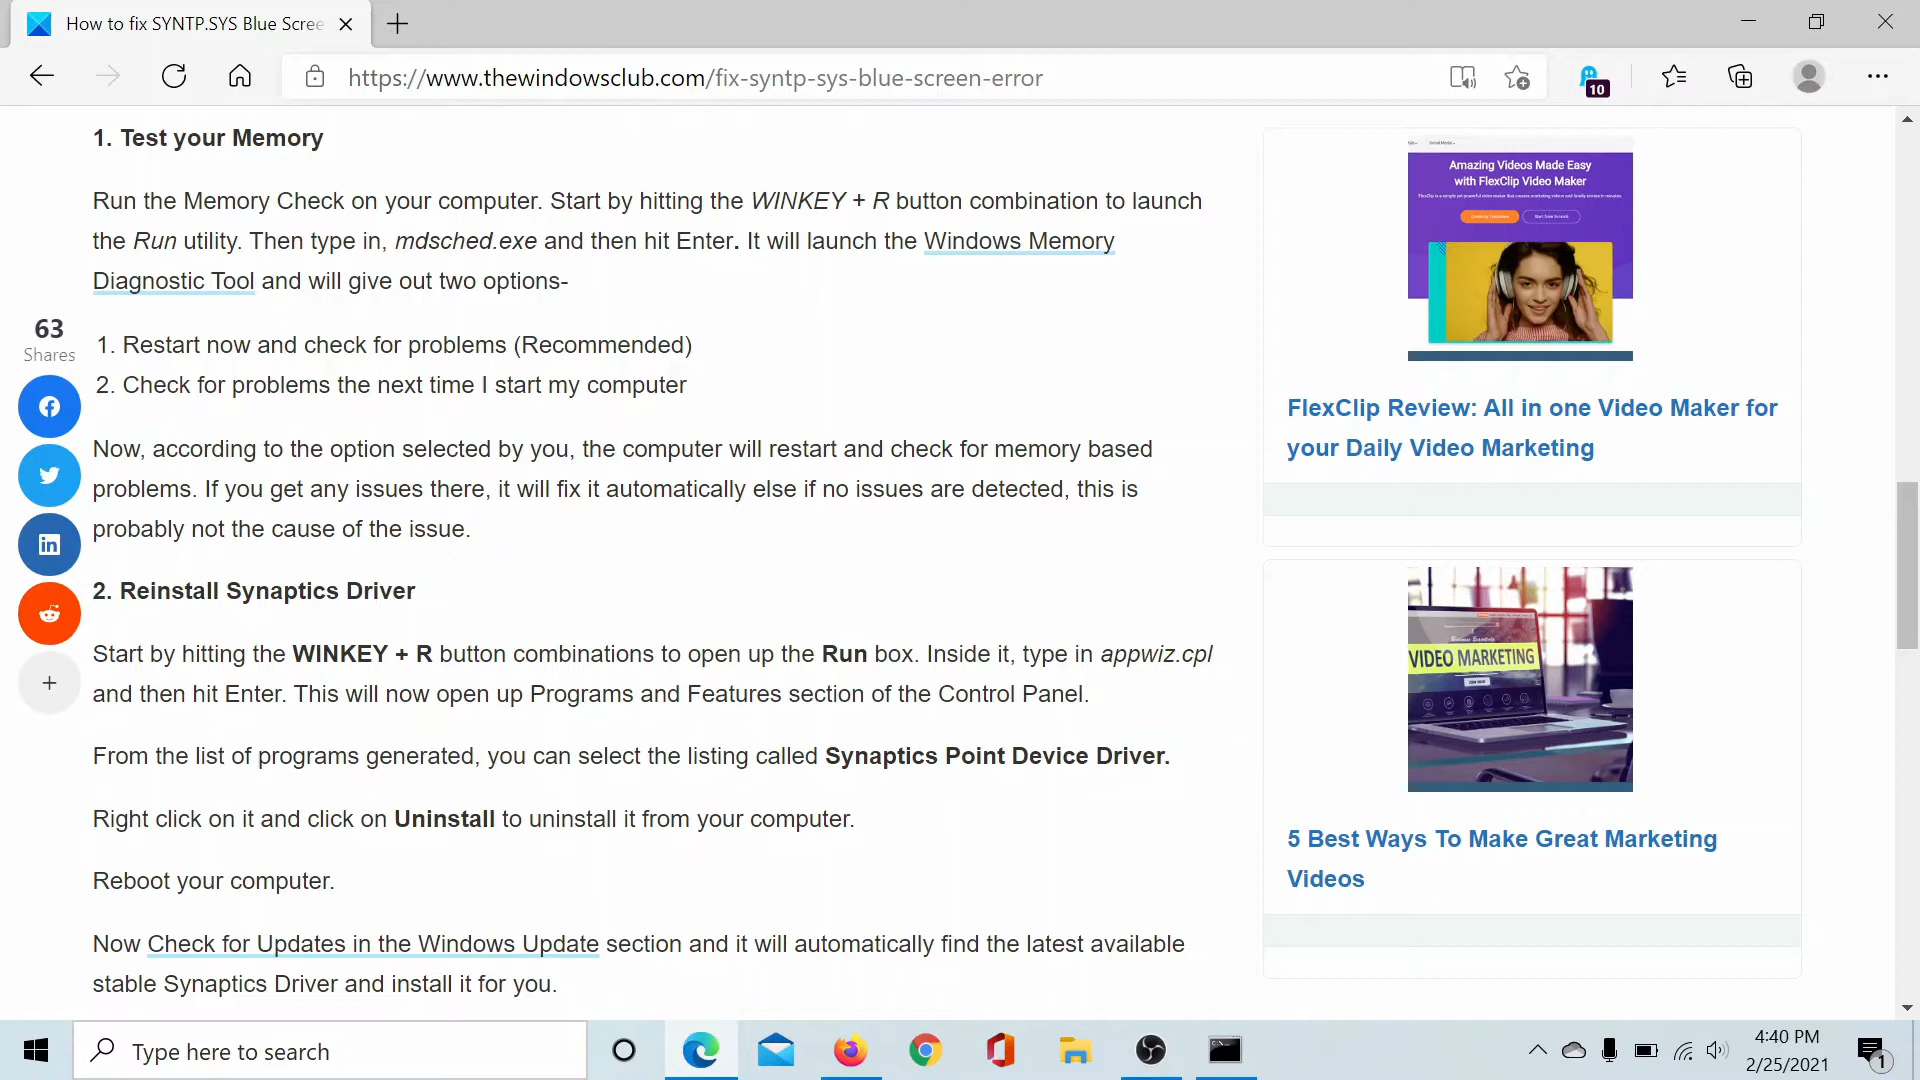 How to fix SYNTP.SYS Blue Scree
https://www.thewindowsclub.com/fix-syntp-sys-blue-screen-error
10
1. Test your Memory
Run the Memory Check on your computer. Start by hitting the WINKEY + R button combination to launch
the Run utility. Then type in, mdsched.exe and then hit Enter. It will launch the Windows Memory
Diagnostic Tool and will give out two options-
63
Shares
1. Restart now and check for problems (Recommended)
2. Check for problems the next time I start my computer
Now, according to the option selected by you, the computer will restart and check for memory based
problems. If you get any issues there, it will fix it automatically else if no issues are detected, this is
probably not the cause of the issue.
2. Reinstall Synaptics Driver
Start by hitting the WINKEY + R button combinations to open up the Run box. Inside it, type in appwiz.cpl
and then hit Enter. This will now open up Programs and Features section of the Control Panel.
From the list of programs generated, you can select the listing called Synaptics Point Device Driver.
Right click on it and click on Uninstall to uninstall it from your computer.
Reboot your computer.
Now Check for Updates in the Windows Update section and it will automatically find the latest available
stable Synaptics Driver and install it for you.
Amazing Videos Made Easy
with FlexClip Video Maker
FlexClip Review: All in one Video Maker for
your Daily Video Marketing
VIDEO MARKETING
JOIN NOW
5 Best Ways To Make Great Marketing
Videos
Type here to search
4:40 PM
2/25/2021
1